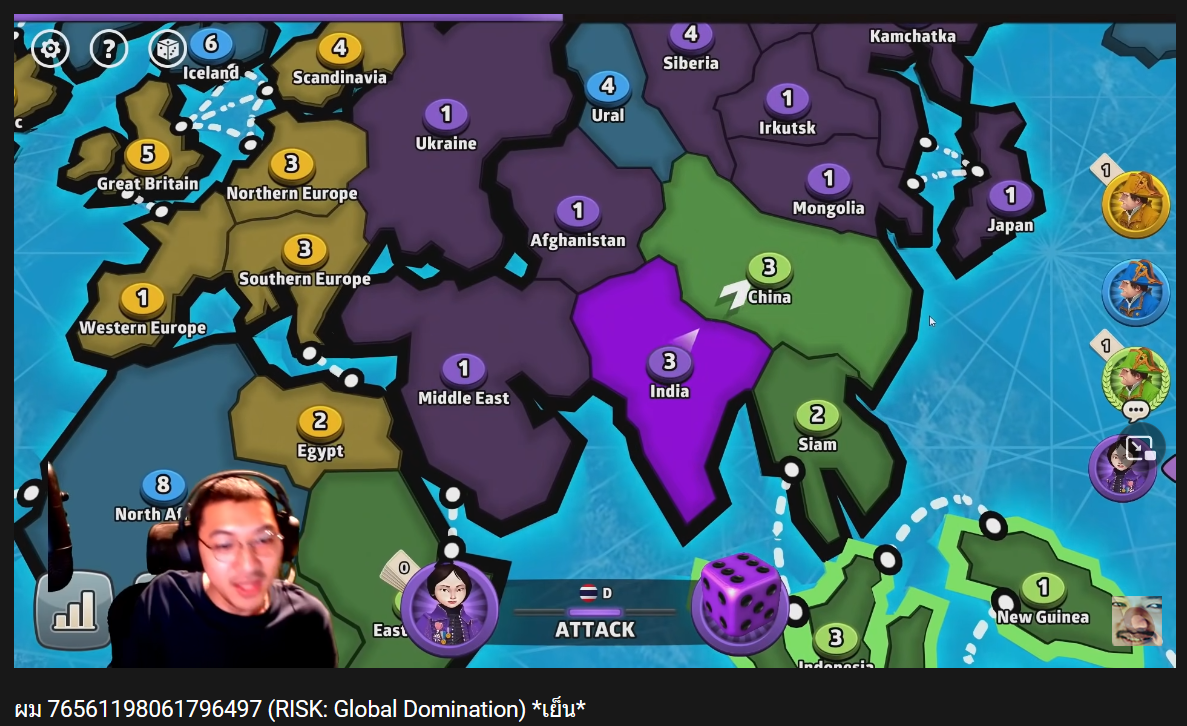 6
Iceland
4
Scandinavia
4
Siberia
Kamchatka
4
Ural
1
Ukraine
1
Irkutsk
c
5
Great Britain
3
Northern Europe
1
Afghanistan
1
Mongolia
1
Japan
1
3
Southern Europe
3
China
1
Western Europe
1
Middle East
3
India
1
2
Egypt
2
Siam
8
North Af
0
D
ATTACK
East
1
New Guinea
3
Indonesia
ผม 76561198061796497 (RISK: Global Domination) *เย็น*